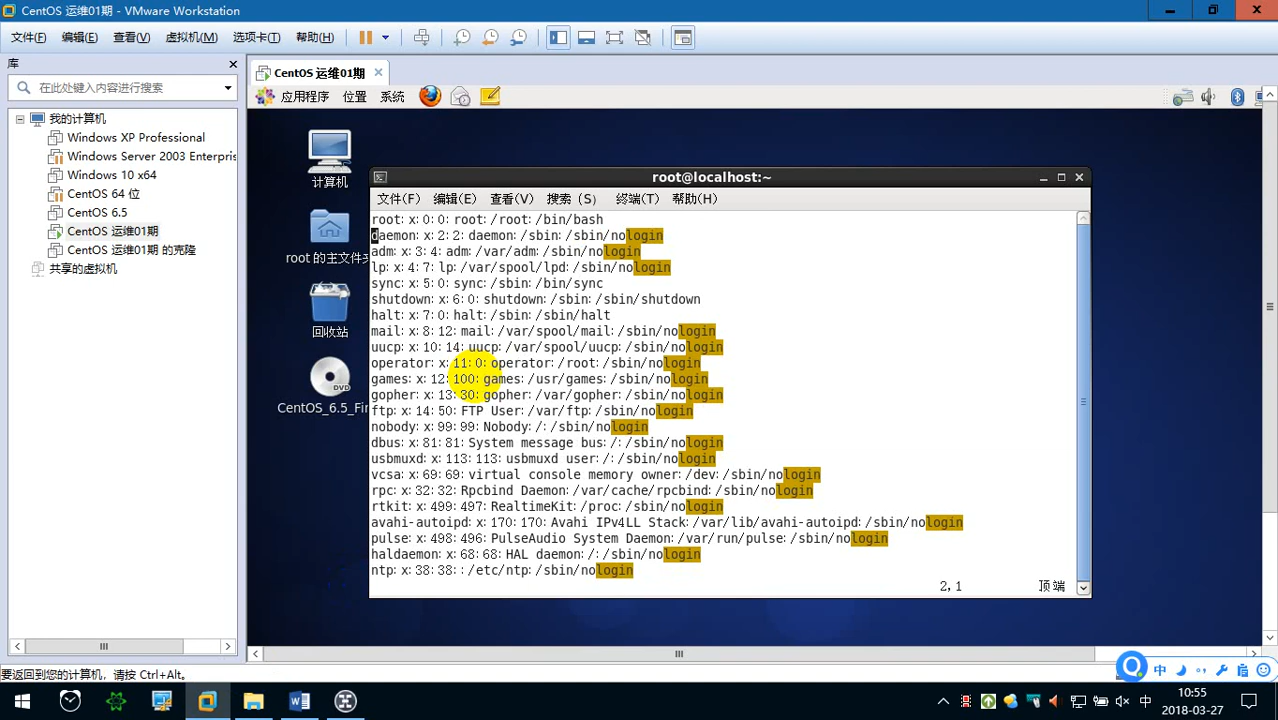 CentOS 运维01期 - VMware Workstation
文件(F) 编辑(E) 查看(V) 虚拟机(M) 选项卡(T) 帮助(H)
库
在此处键入内容进行搜索
我的计算机
Windows XP Professional
Windows Server 2003 Enterpris
Windows 10 x64
CentOS 64 位
CentOS 6.5
CentOS 运维01期
CentOS 运维01期 的克隆
共享的虚拟机
CentOS 运维01期
应用程序 位置 系统
计算机
root 的主文件夹
回收站
DVD
CentOS_6.5_Fin
root@localhost:~
文件(F) 编辑(E) 查看(V) 搜索 (S) 终端(T) 帮助(H)
root:x:0:0:root:/root:/bin/bash
daemon:x:2:2:daemon:/sbin:/sbin/nologin
adm:x:3:4:adm:/var/adm:/sbin/nologin
lp:x:4:7:lp:/var/spool/lpd:/sbin/nologin
sync:x:5:0:sync:/sbin:/bin/sync
shutdown:x:6:0:shutdown:/sbin:/sbin/shutdown
halt:x:7:0:halt:/sbin:/sbin/halt
mail:x:8:12:mail:/var/spool/mail:/sbin/nologin
uucp:x:10:14:uucp:/var/spool/uucp:/sbin/nologin
operator:x:11:0:operator:/root:/sbin/nologin
games:x:12:100:games:/usr/games:/sbin/nologin
gopher:x:13:30:gopher:/var/gopher:/sbin/nologin
ftp:x:14:50:FTP User:/var/ftp:/sbin/nologin
nobody:x:99:99:Nobody:/:/sbin/nologin
dbus:x:81:81:System message bus:/:/sbin/nologin
usbmuxd:x:113:113:usbmuxd user:/:/sbin/nologin
vcsa:x:69:69:virtual console memory owner:/dev:/sbin/nologin
rpc:x:32:32:Rpcbind Daemon:/var/cache/rpcbind:/sbin/nologin
rtkit:x:499:497:RealtimeKit:/proc:/sbin/nologin
avahi-autoipd:x:170:170:Avahi IPv4LL Stack:/var/lib/avahi-autoipd:/sbin/nologin
pulse:x:498:496:PulseAudio System Daemon:/var/run/pulse:/sbin/nologin
haldaemon:x:68:68:HAL daemon:/:/sbin/nologin
ntp:x:38:38::/etc/ntp:/sbin/nologin
2,1 顶端
要返回到您的计算机，请按 Ctrl+Alt。
中
中 10:55
2018-03-27